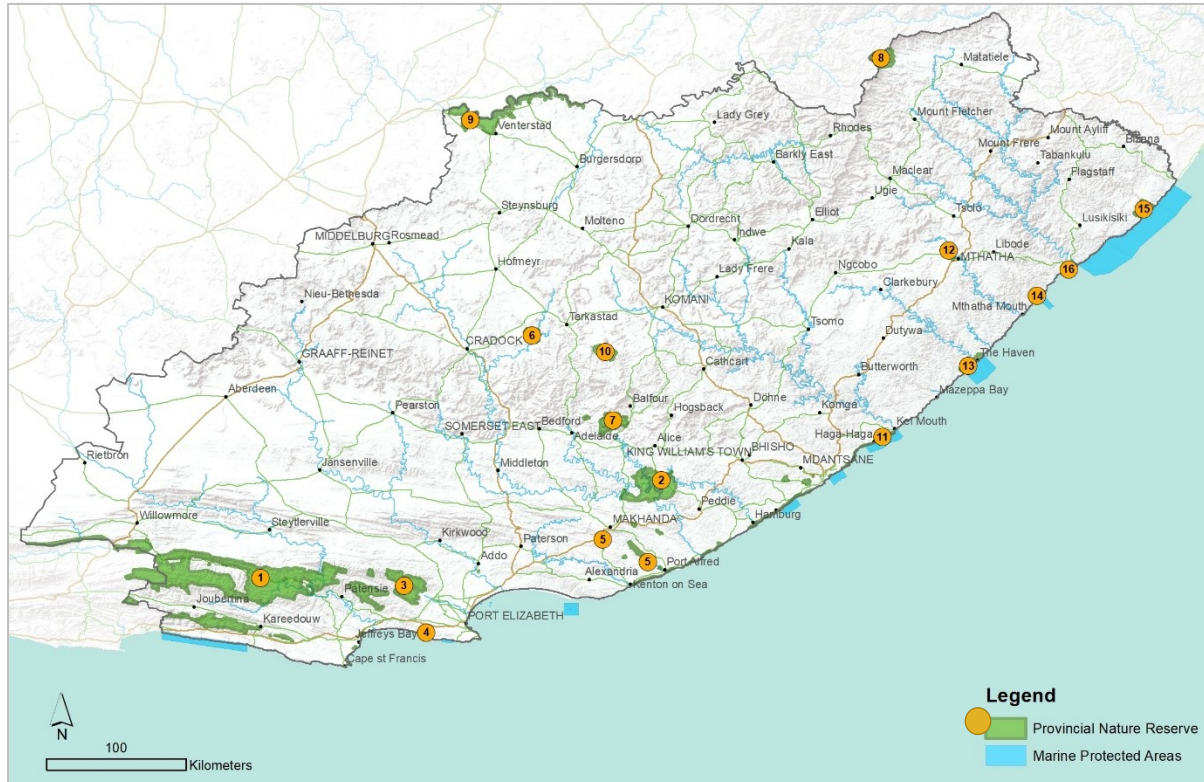 8
Matatiele
9
Venterstad
Lady Grey
Rhodes
Mount Fletcher
Mount Ayliff
Bizana
Burgersdorp
Barkly East
Mount Frere
Tabankulu
Maclear
Flagstaff
Ugie
Steynsburg
Molteno
Dordrecht
Elliot
Tsolo
15
Lusikisiki
MIDDELBURG
Rosmead
Indwe
Kala
12
Libode
MTHATHA
Hofmeyr
Lady Frere
Ngcobo
16
Nieu-Bethesda
Clarkebury
14
Mthatha Mouth
KOMANI
Tarkastad
Tsomo
6
CRADOCK
Dutywa
10
GRAAFF-REINET
The Haven
13
Cathcart
Butterworth
Aberdeen
Mazeppa Bay
Pearston
Balfour
Hogsback
Döhne
Komga
7
Bedford
SOMERSET EAST
Adelaide
Kei Mouth
Haga-Haga
11
Alice
KING WILLIAM'S TOWN
BHISHO
Rietbron
Jansenville
Middleton
MDANTSANE
2
Peddie
Willowmore
Steytlerville
MAKHANDA
Hamburg
Kirkwood
Paterson
5
Addo
5
Port Alfred
1
3
Alexandria
Kenton on Sea
Patensie
Joubertina
Kareedouw
PORT ELIZABETH
4
Jeffreys Bay
Cape st Francis
N
100
Kilometers
Legend
Provincial Nature Reserve
Marine Protected Areas